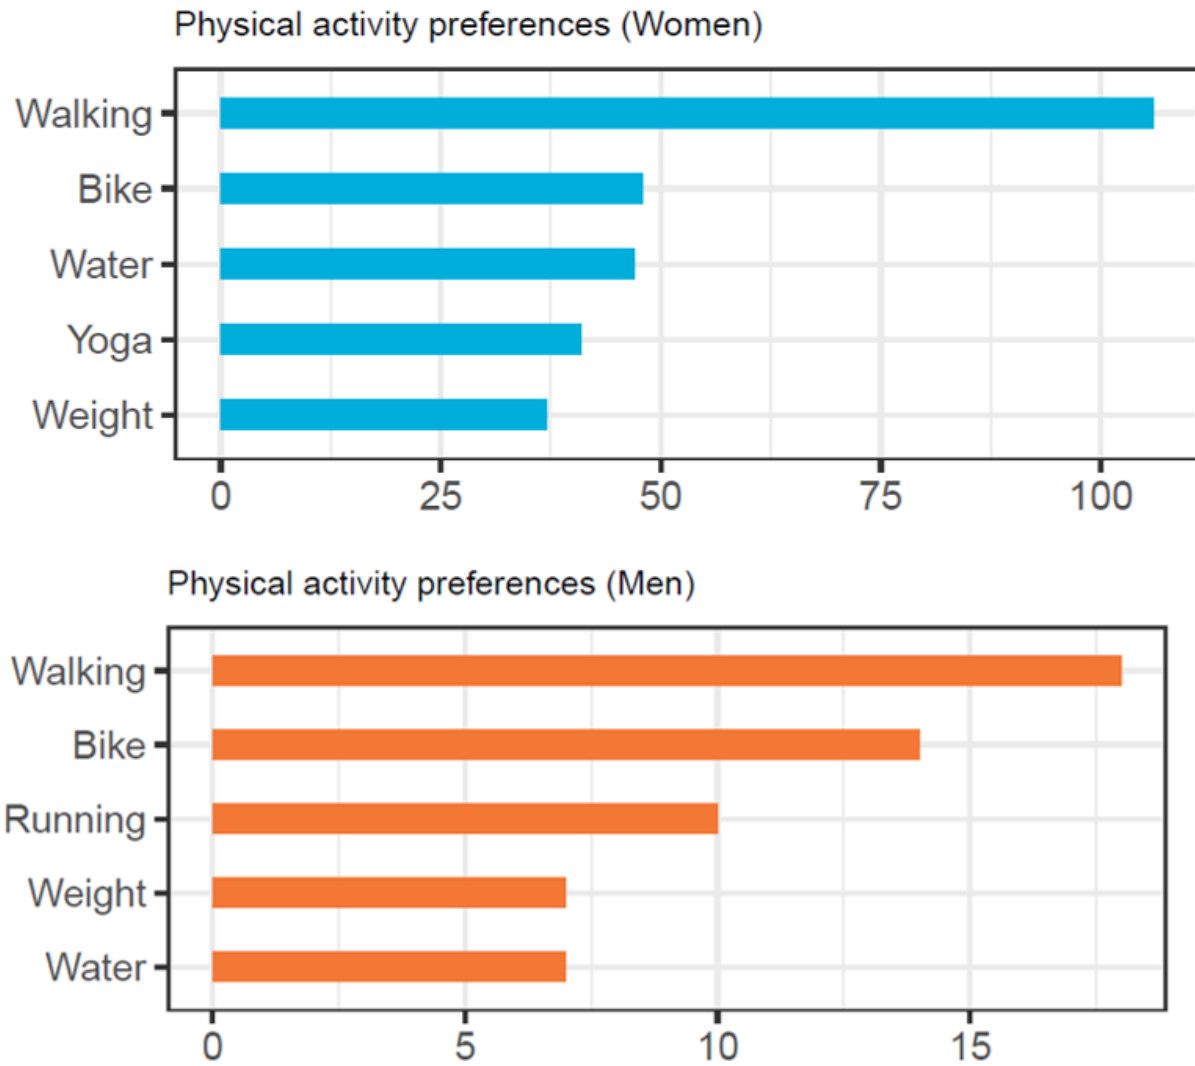 Physical activity preferences (Women)
Walking
Bike
Water
Yoga
Weight
0 25 50 75 100
Physical activity preferences (Men)
Walking
Bike
Running
Weight
Water
0 5 10 15